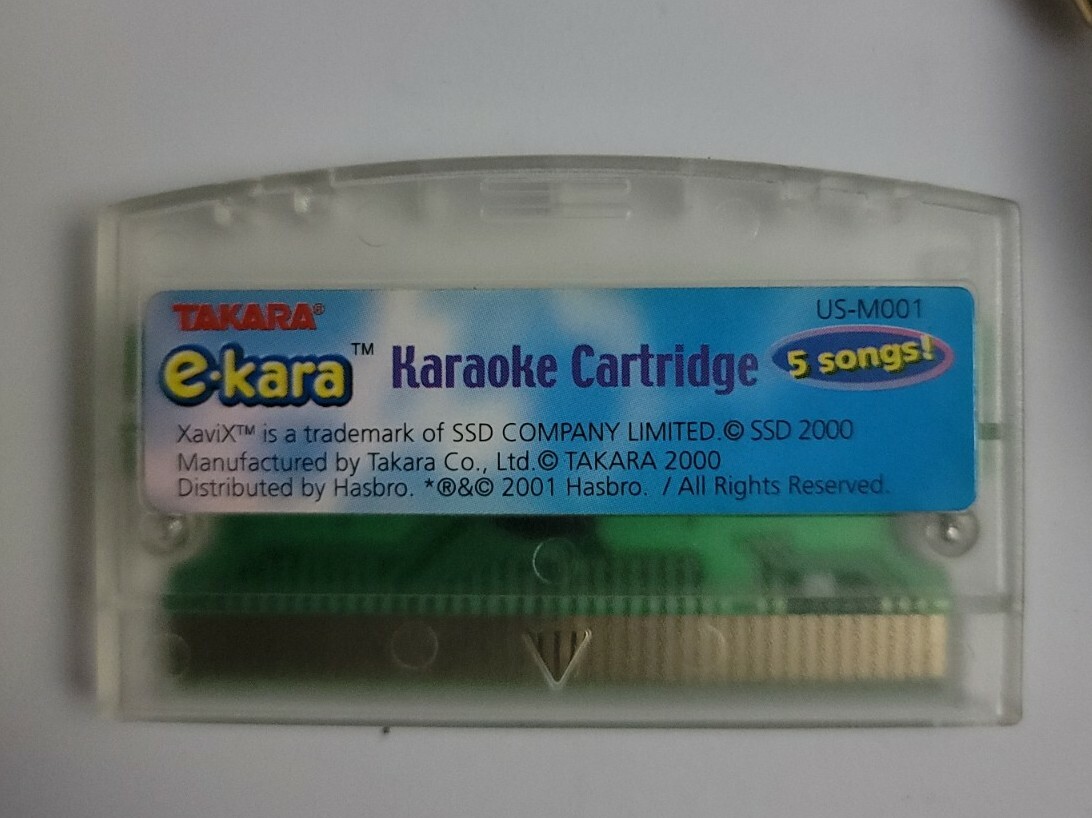 TAKARA® US-M001
e-kara™ Karaoke Cartridge 5 songs!
XaviX™ is a trademark of SSD COMPANY LIMITED.© SSD 2000
Manufactured by Takara Co., Ltd.© TAKARA 2000
Distributed by Hasbro. *®&© 2001 Hasbro. / All Rights Reserved.